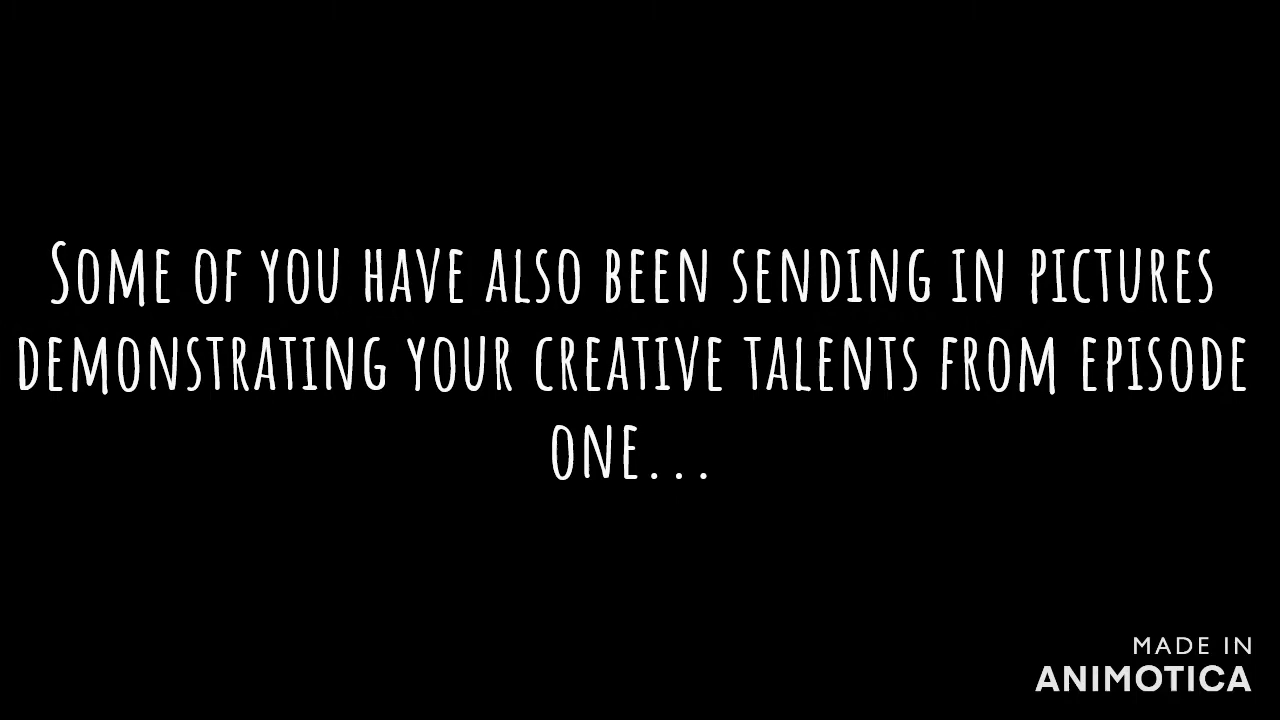 Some of you have also been sending in pictures
demonstrating your creative talents from episode
one...
MADE IN
ANIMOTICA